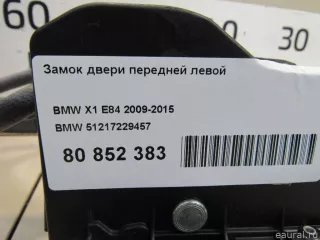 60
30
Замок двери передней левой
BMW X1 E84 2009-2015
BMW 51217229457
80 852 383
eaural.ru